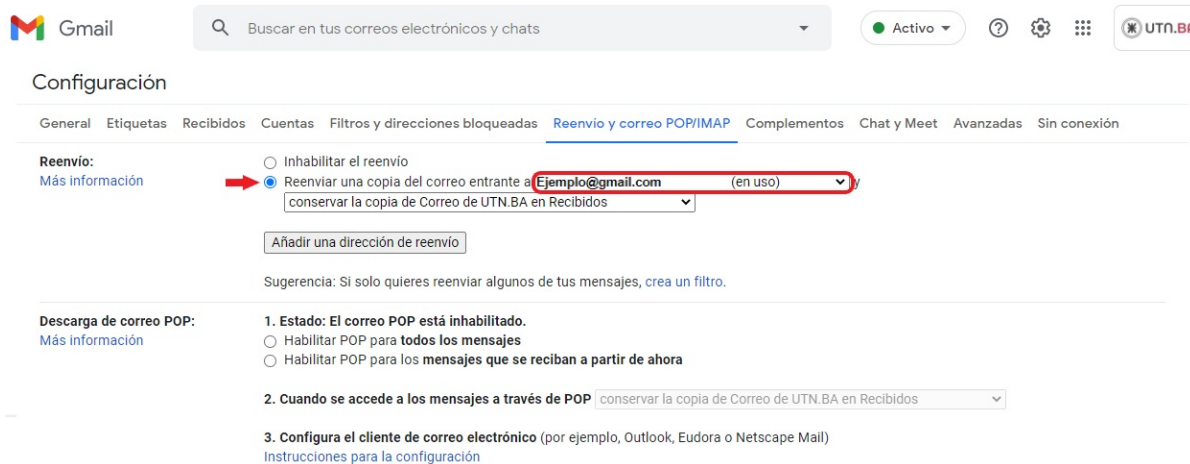 Gmail
Buscar en tus correos electrónicos y chats
Activo
UTN.BA
Configuración
General Etiquetas Recibidos Cuentas Filtros y direcciones bloqueadas Reenvío y correo POP/IMAP Complementos Chat y Meet Avanzadas Sin conexión
Reenvío: Inhabilitar el reenvío
Más información Reenviar una copia del correo entrante a Ejemplo@gmail.com (en uso) y
conservar la copia de Correo de UTN.BA en Recibidos
Añadir una dirección de reenvío
Sugerencia: Si solo quieres reenviar algunos de tus mensajes, crea un filtro.
Descarga de correo POP: 1. Estado: El correo POP está inhabilitado.
Más información Habilitar POP para todos los mensajes
Habilitar POP para los mensajes que se reciban a partir de ahora
2. Cuando se accede a los mensajes a través de POP conservar la copia de Correo de UTN.BA en Recibidos
3. Configura el cliente de correo electrónico (por ejemplo, Outlook, Eudora o Netscape Mail)
Instrucciones para la configuración